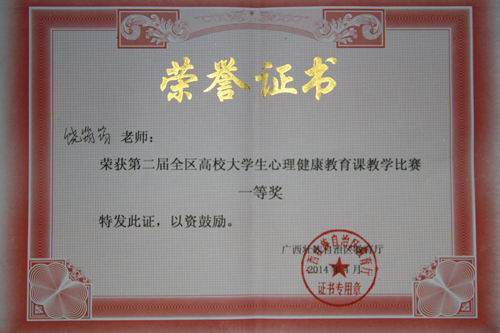 荣誉证书
老师：
荣获第二届全区高校大学生心理健康教育课教学比赛
一等奖
特发此证，以资鼓励。
广西壮族自治区教育厅
2014年 月
证书专用章